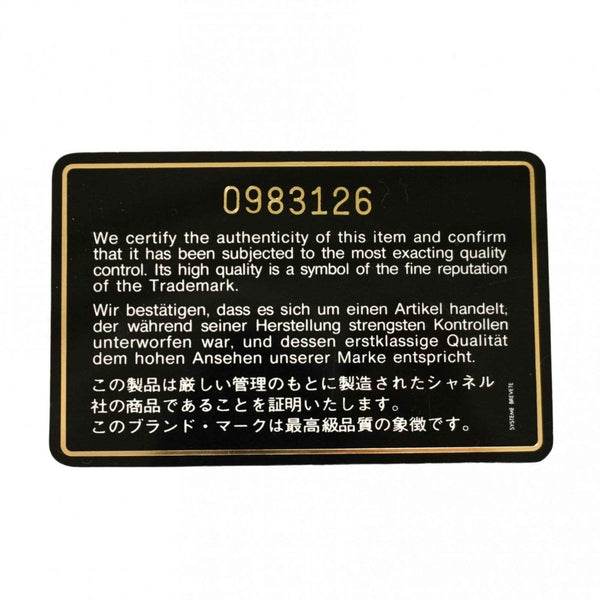 0983126
We certify the authenticity of this item and confirm
that it has been subjected to the most exacting quality
control. Its high quality is a symbol of the fine reputation
of the Trademark.
Wir bestätigen, dass es sich um einen Artikel handelt,
der während seiner Herstellung strengsten Kontrollen
unterworfen war, und dessen erstklassige Qualität
dem hohen Ansehen unserer Marke entspricht.
この製品は厳しい管理のもとに製造されたシャネル
社の商品であることを証明いたします。
このブランド・マークは最高級品質の象徴です。
SYSTEME BREVETE